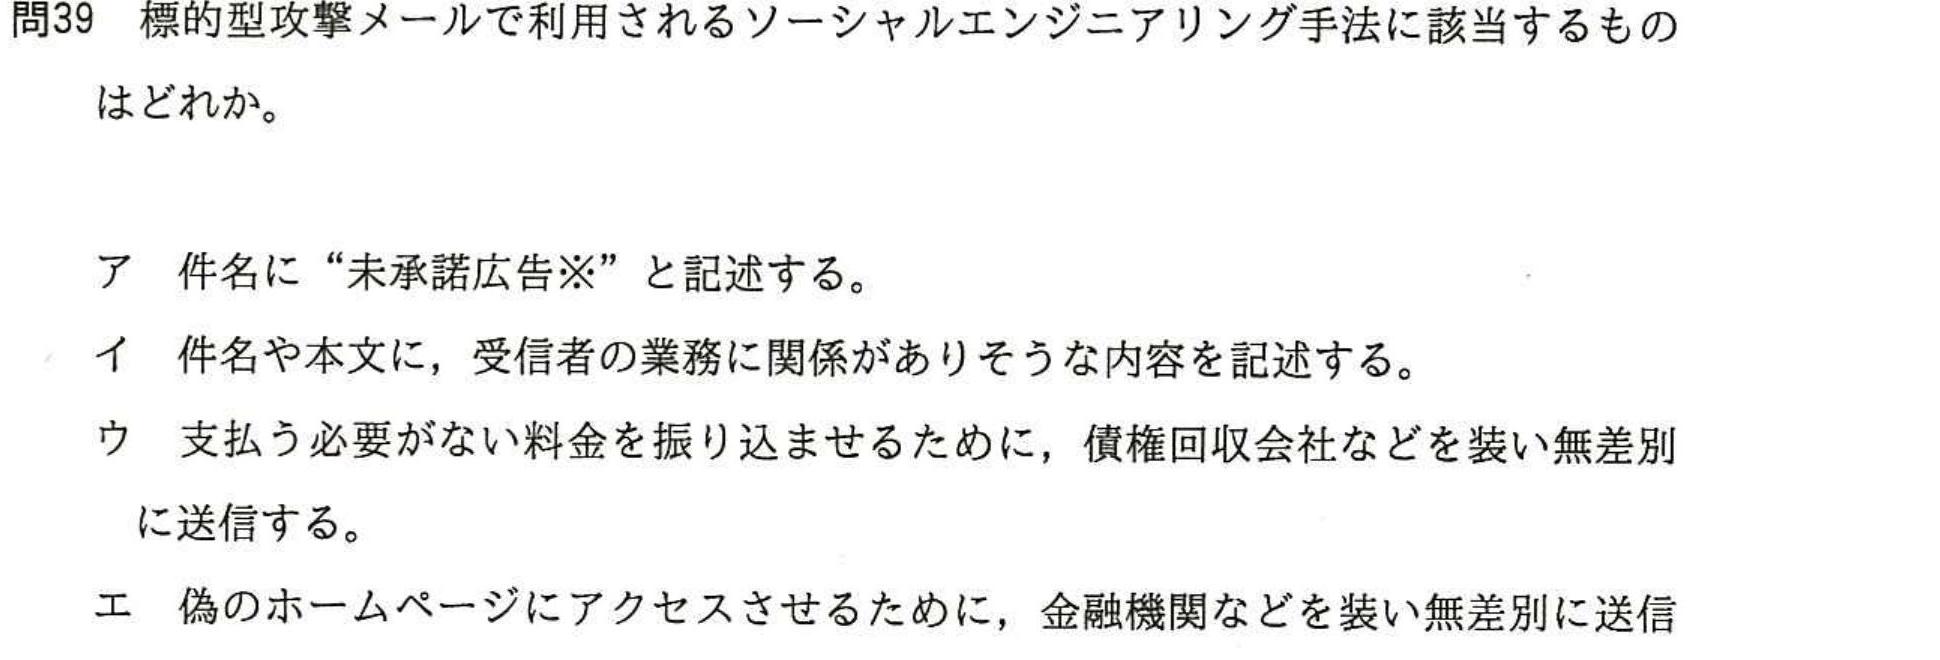 問39 標的型攻撃メールで利用されるソーシャルエンジニアリング手法に該当するもの
はどれか。
ア 件名に“未承諾広告※”と記述する。
イ 件名や本文に，受信者の業務に関係がありそうな内容を記述する。
ウ 支払う必要がない料金を振り込ませるために，債権回収会社などを装い無差別
に送信する。
エ 偽のホームページにアクセスさせるために，金融機関などを装い無差別に送信